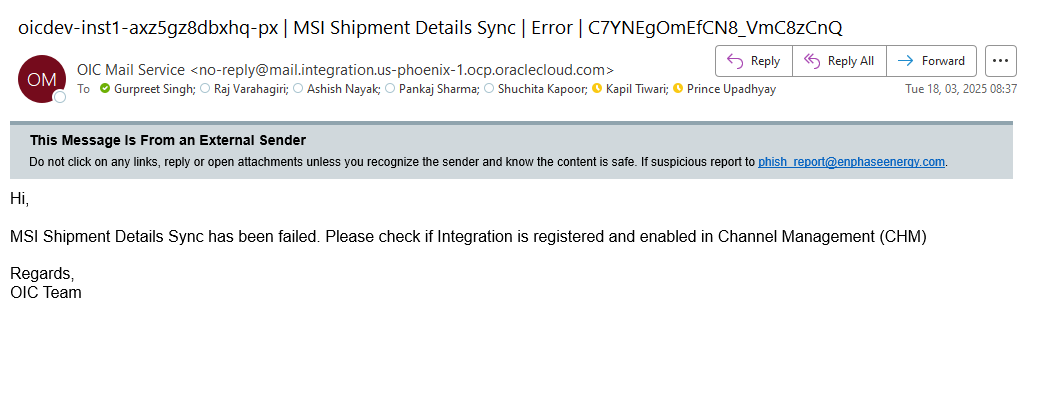 oicdev-inst1-axz5gz8dbxhq-px | MSI Shipment Details Sync | Error | C7YNEgOmEfCN8_VmC8zCnQ
OM
OIC Mail Service <no-reply@mail.integration.us-phoenix-1.ocp.oraclecloud.com>
Reply
Reply All
Forward
To Gurpreet Singh; Raj Varahagiri; Ashish Nayak; Pankaj Sharma; Shuchita Kapoor; Kapil Tiwari; Prince Upadhyay
Tue 18, 03, 2025 08:37
This Message Is From an External Sender
Do not click on any links, reply or open attachments unless you recognize the sender and know the content is safe. If suspicious report to phish_report@enphaseenergy.com.
Hi,
MSI Shipment Details Sync has been failed. Please check if Integration is registered and enabled in Channel Management (CHM)
Regards,
OIC Team